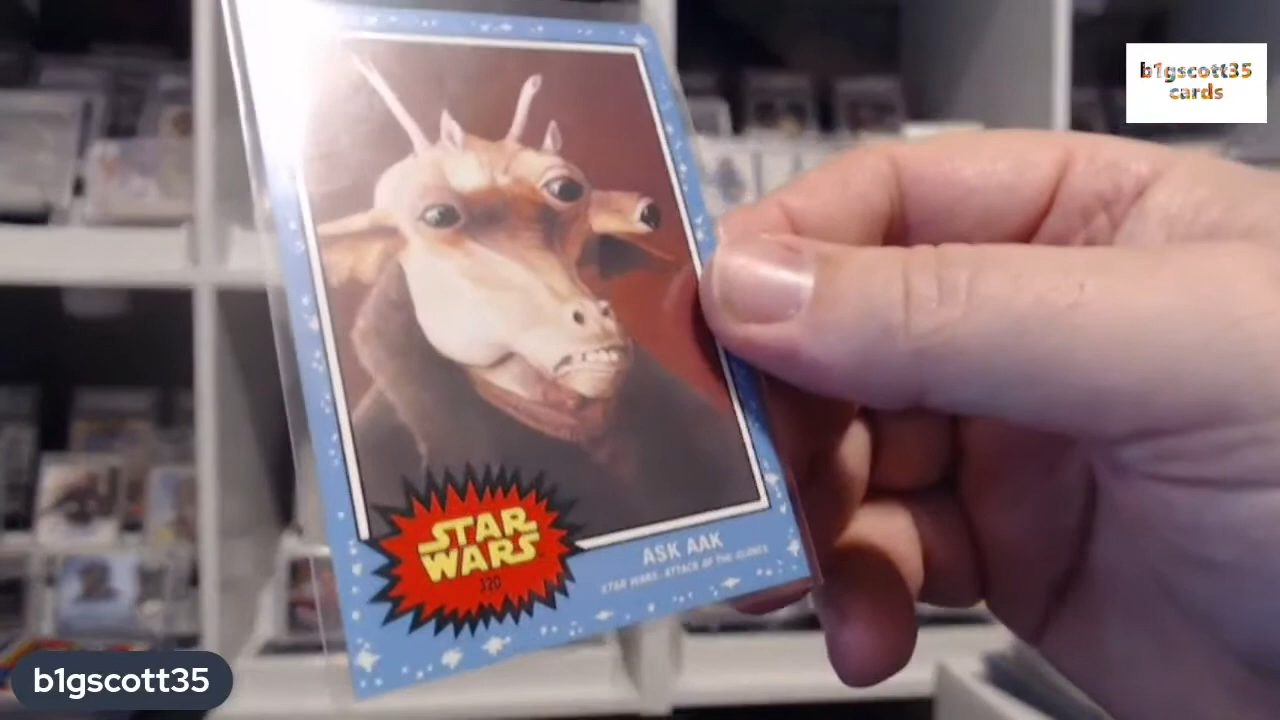 b1gscott35
cards
STAR
WARS
320
ASK AAK
STAR WARS: ATTACK OF THE CLONES
b1gscott35